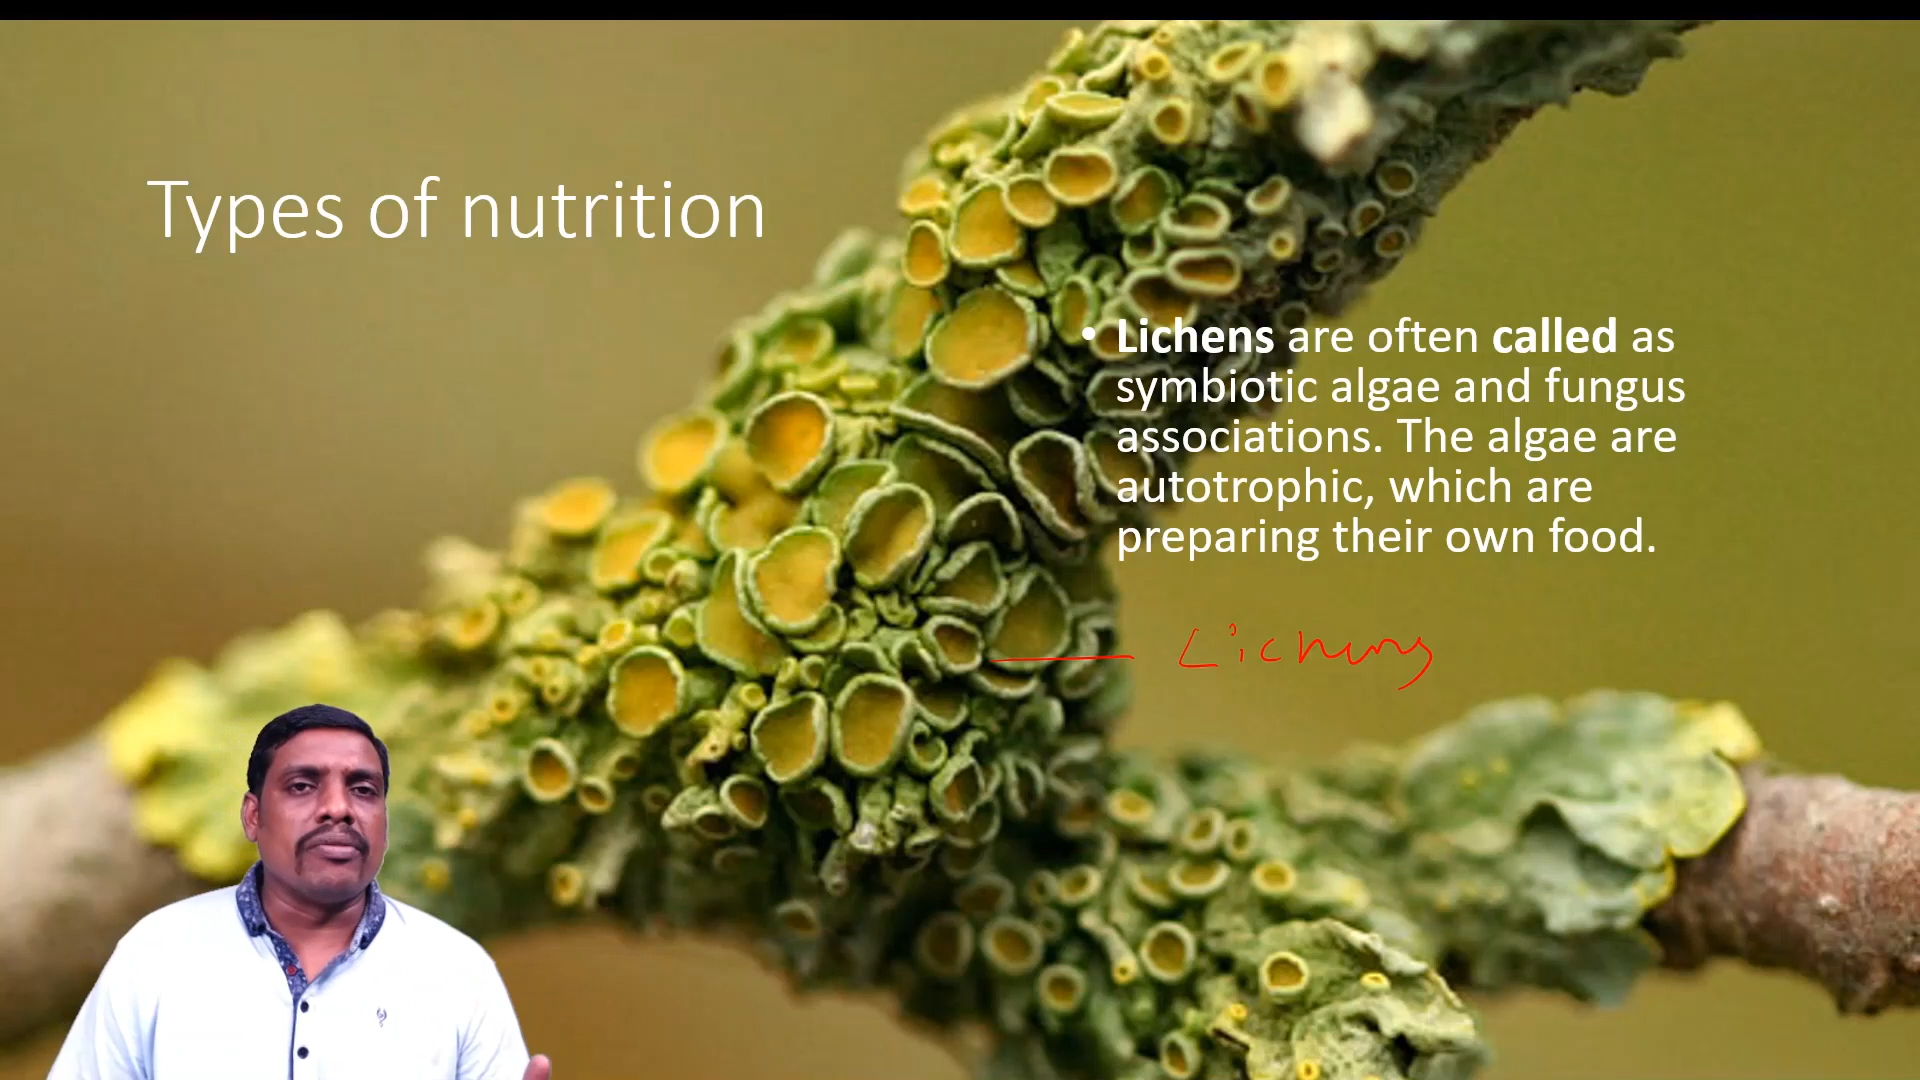 Types of nutrition
• Lichens are often called as
symbiotic algae and fungus
associations. The algae are
autotrophic, which are
preparing their own food.
Lichens